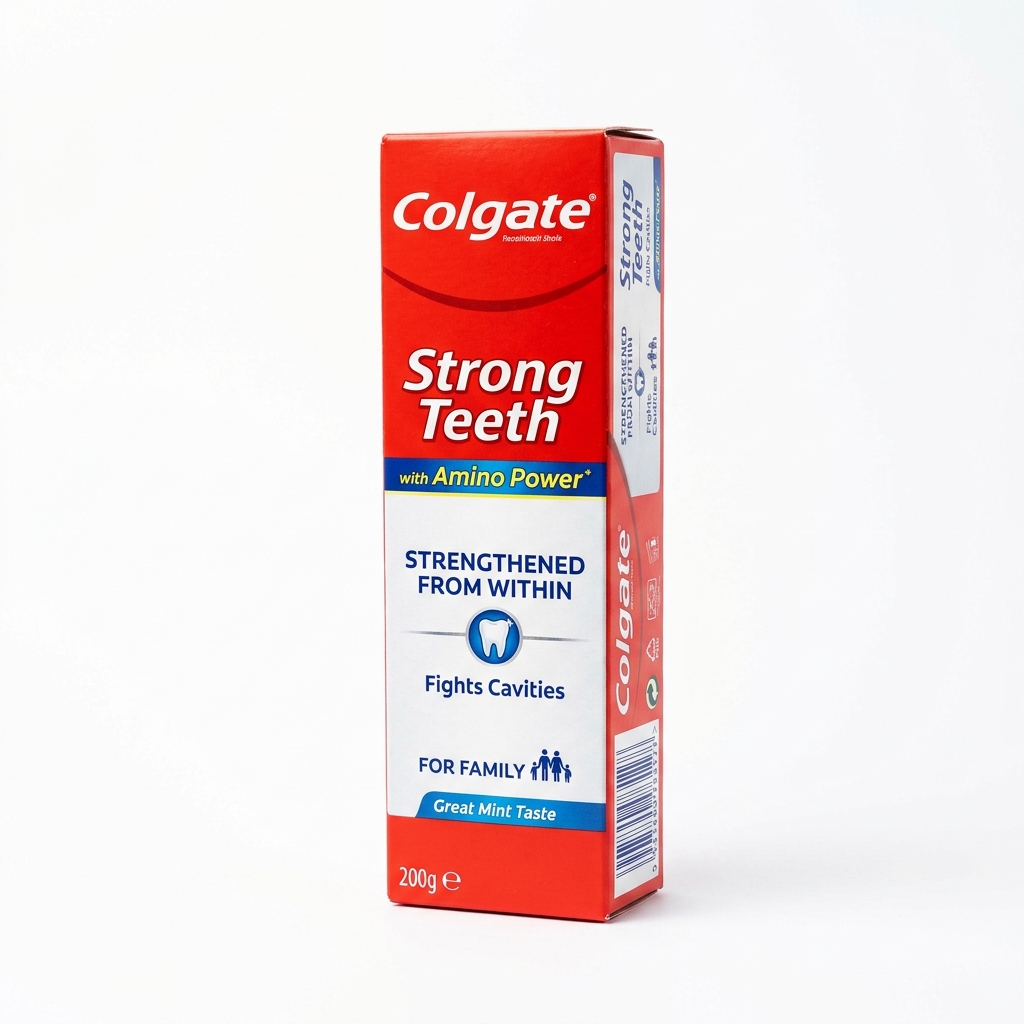 Colgate®
Strong
Teeth
with Amino Power+
STRENGTHENED
FROM WITHIN
Fights Cavities
FOR FAMILY
Great Mint Taste
200g ℮
Strong
Teeth
Colgate